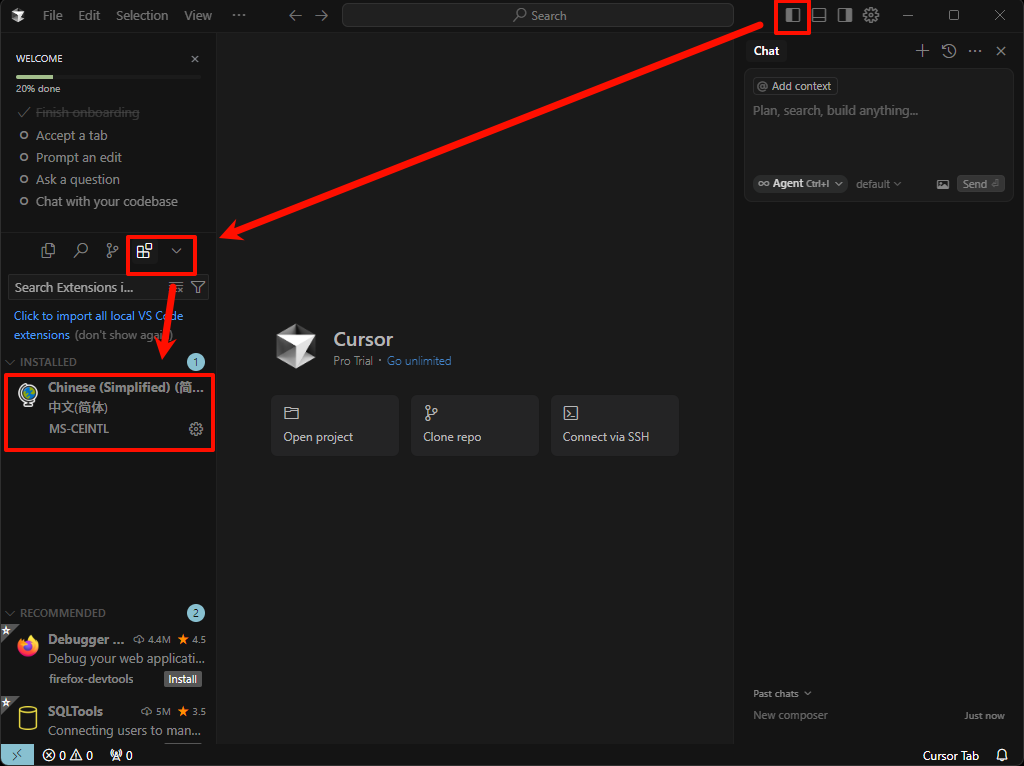 File Edit Selection View ···
Search
WELCOME
20% done
Finish onboarding
Accept a tab
Prompt an edit
Ask a question
Chat with your codebase
Search Extensions i...
Click to import all local VS Code
extensions (don't show again)
INSTALLED 1
Chinese (Simplified) (简...
中文(简体)
MS-CEINTL
RECOMMENDED 2
Debugger ... 4.4M 4.5
Debug your web applicati...
firefox-devtools Install
SQLTools 5M 3.5
Connecting users to man...
0 0 0
Cursor
Pro Trial · Go unlimited
Open project
Clone repo
Connect via SSH
Chat
@ Add context
Plan, search, build anything...
∞ Agent Ctrl+I default Send
Past chats
New composer Just now
Cursor Tab